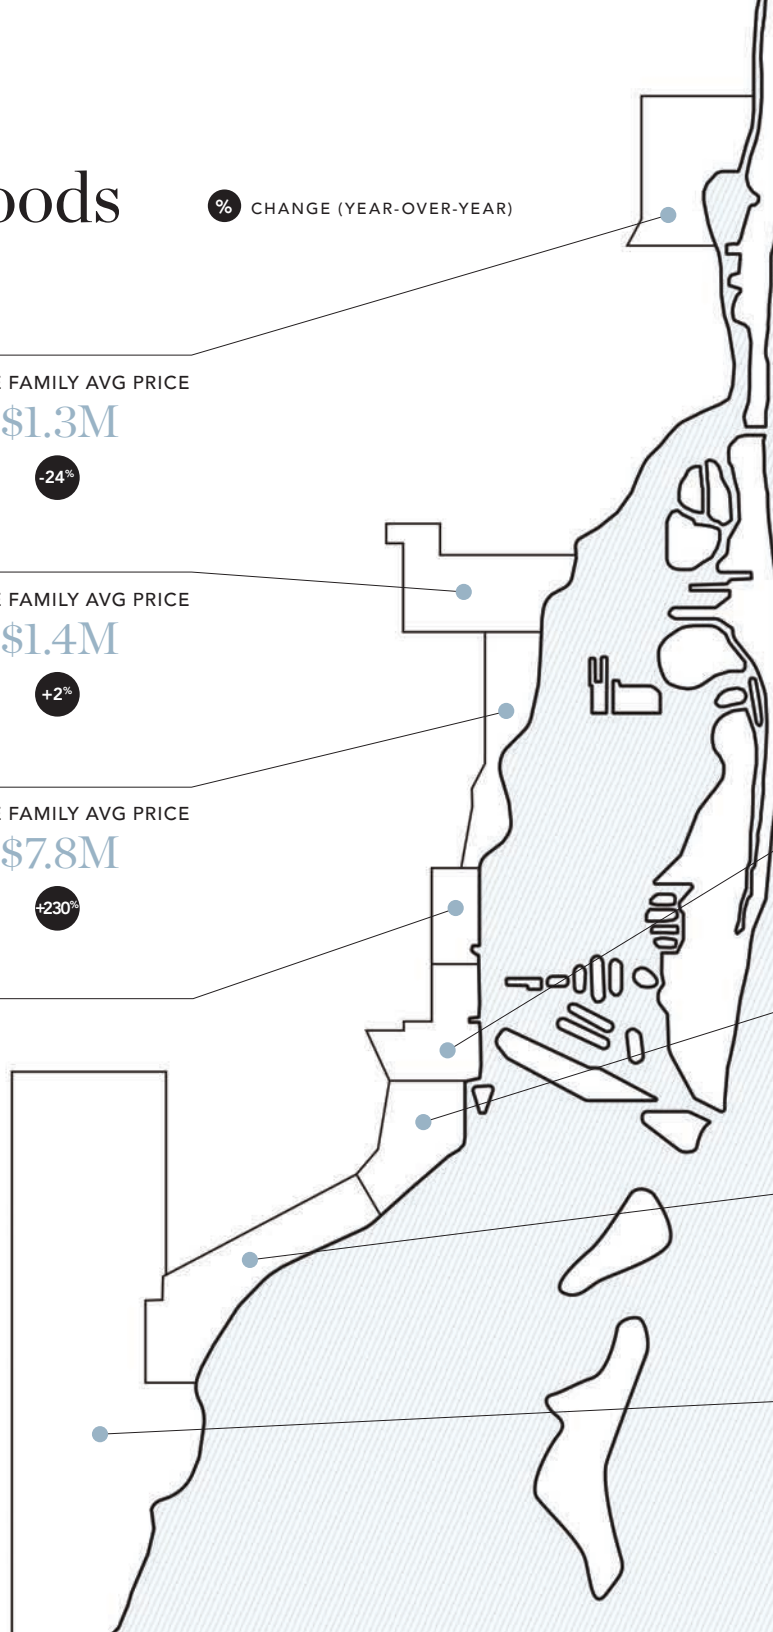 oods
% CHANGE (YEAR-OVER-YEAR)
FAMILY AVG PRICE
$1.3M
-24%
FAMILY AVG PRICE
$1.4M
+2%
FAMILY AVG PRICE
$7.8M
+230%